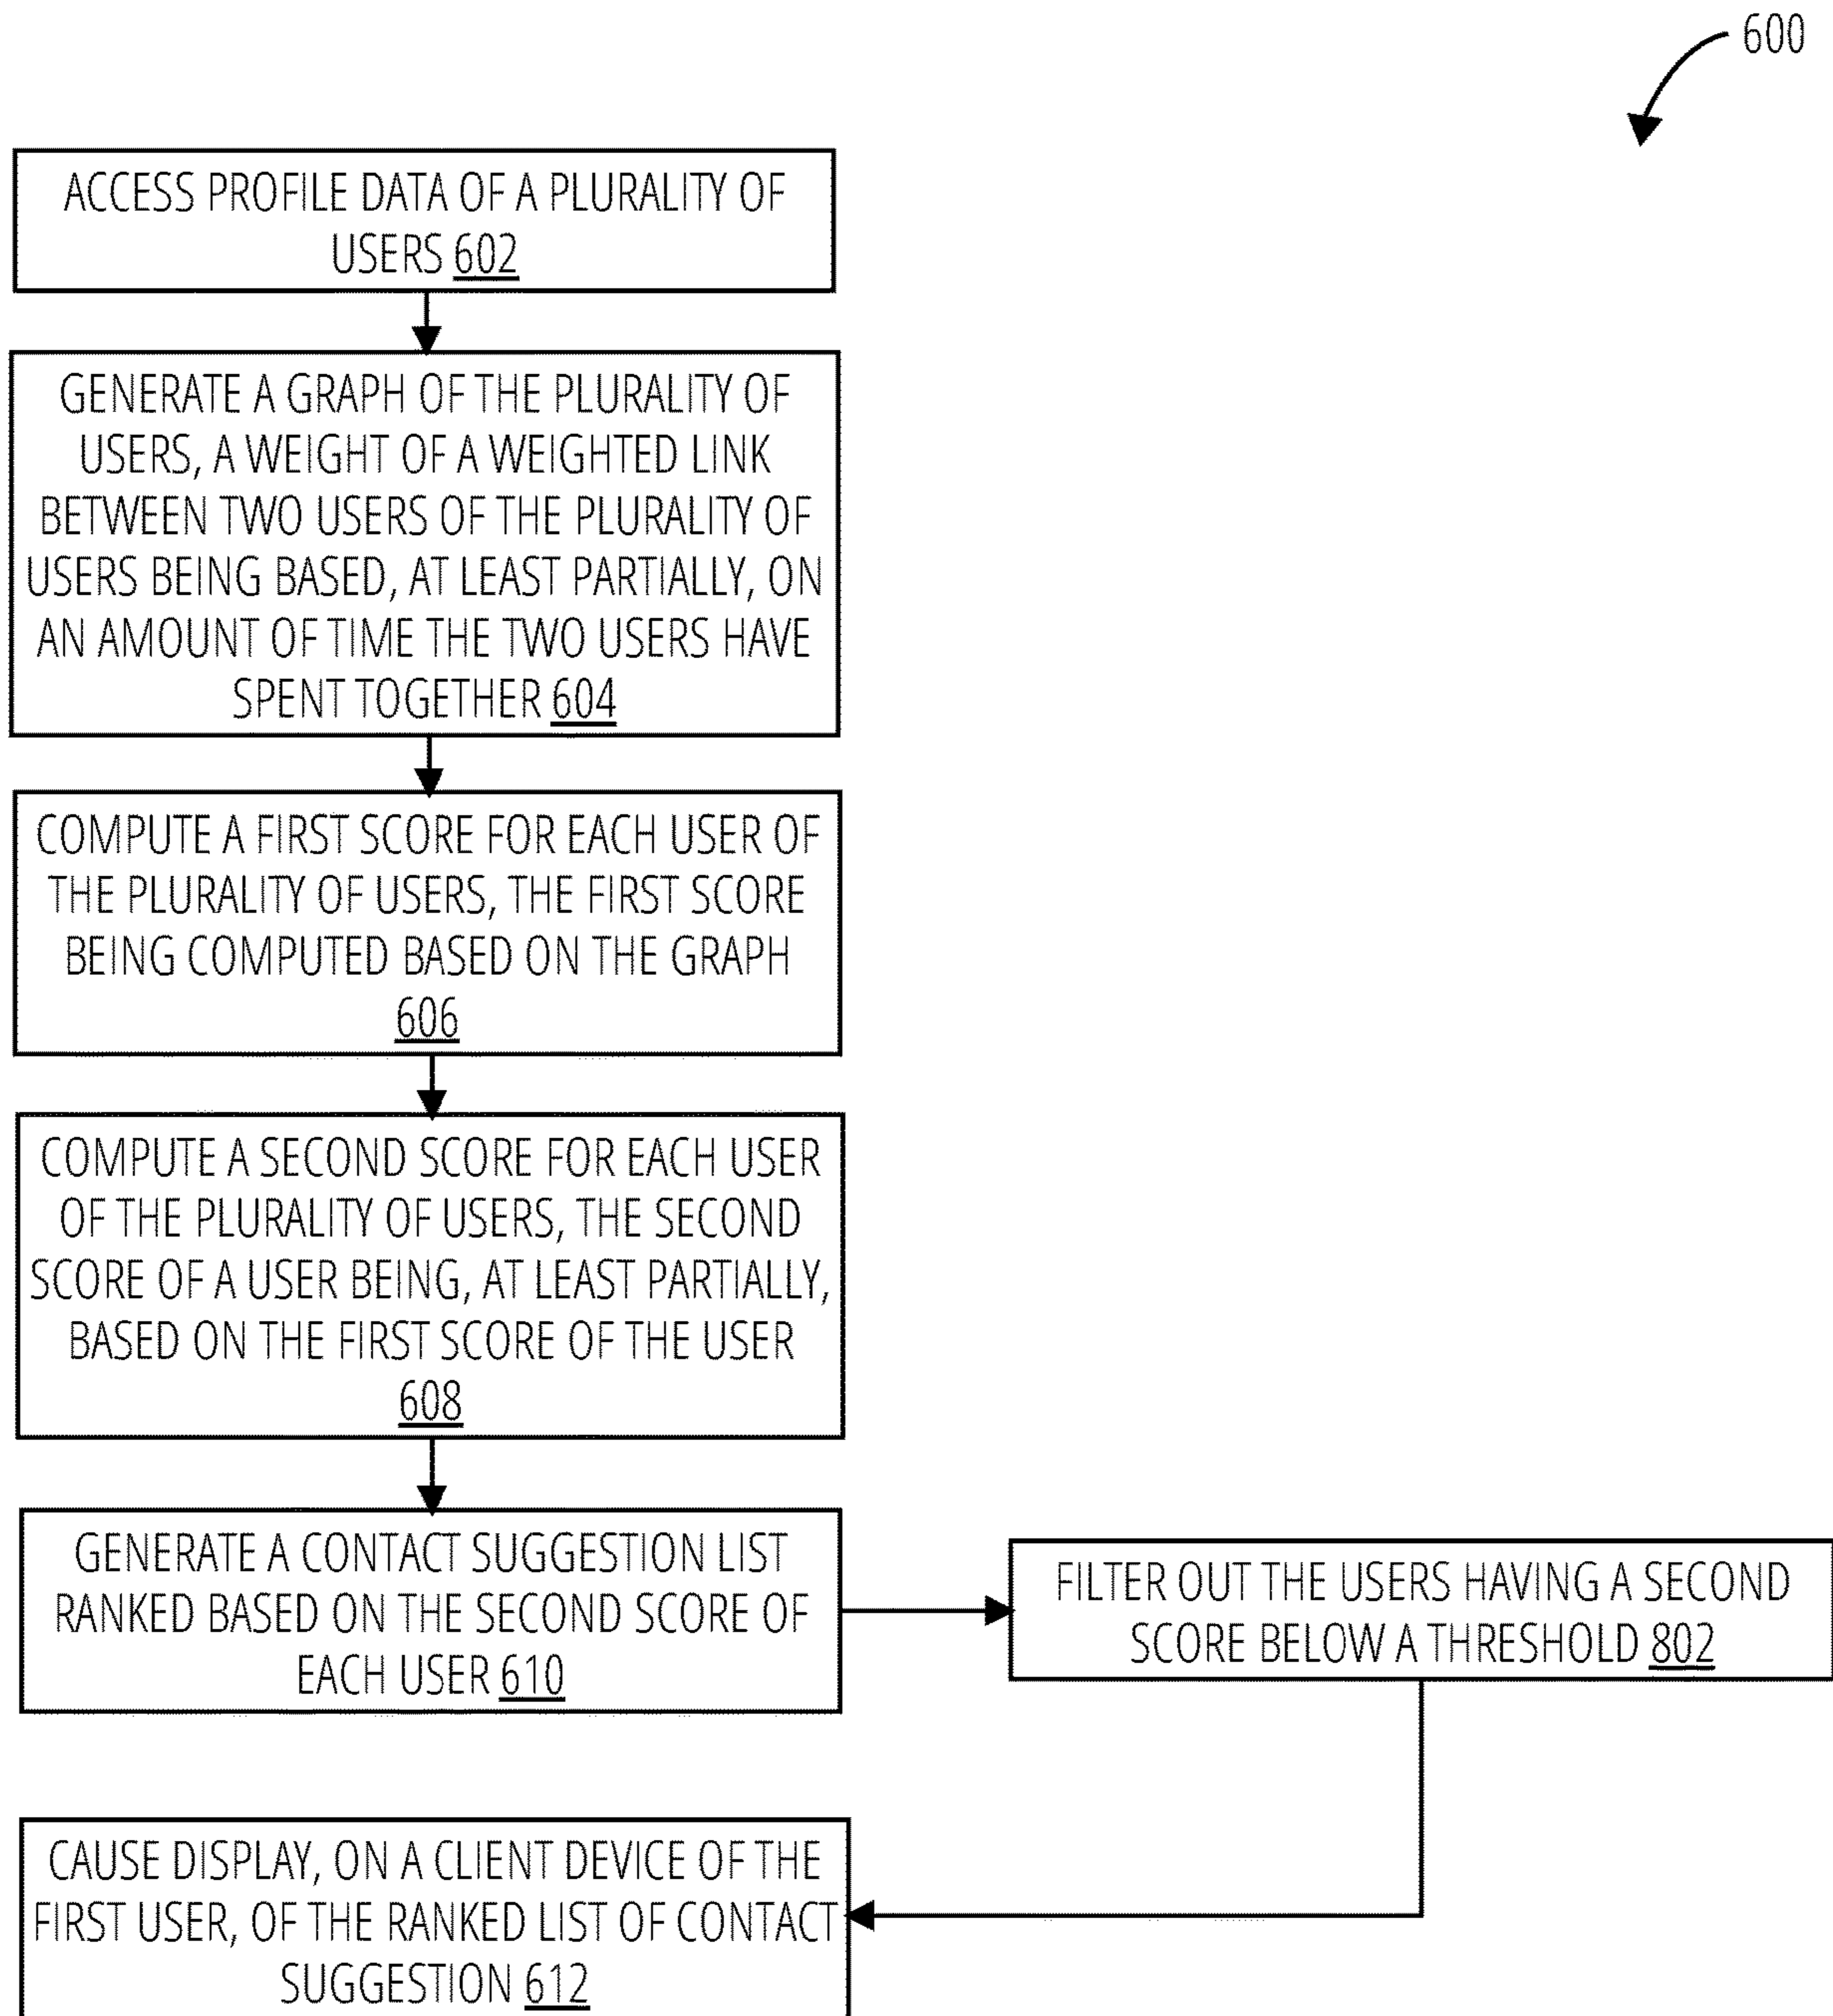 600
ACCESS PROFILE DATA OF A PLURALITY OF
USERS 602
GENERATE A GRAPH OF THE PLURALITY OF
USERS, A WEIGHT OF A WEIGHTED LINK
BETWEEN TWO USERS OF THE PLURALITY OF
USERS BEING BASED, AT LEAST PARTIALLY, ON
AN AMOUNT OF TIME THE TWO USERS HAVE
SPENT TOGETHER 604
COMPUTE A FIRST SCORE FOR EACH USER OF
THE PLURALITY OF USERS, THE FIRST SCORE
BEING COMPUTED BASED ON THE GRAPH
606
COMPUTE A SECOND SCORE FOR EACH USER
OF THE PLURALITY OF USERS, THE SECOND
SCORE OF A USER BEING, AT LEAST PARTIALLY,
BASED ON THE FIRST SCORE OF THE USER
608
GENERATE A CONTACT SUGGESTION LIST
RANKED BASED ON THE SECOND SCORE OF
EACH USER 610
FILTER OUT THE USERS HAVING A SECOND
SCORE BELOW A THRESHOLD 802
CAUSE DISPLAY, ON A CLIENT DEVICE OF THE
FIRST USER, OF THE RANKED LIST OF CONTACT
SUGGESTION 612